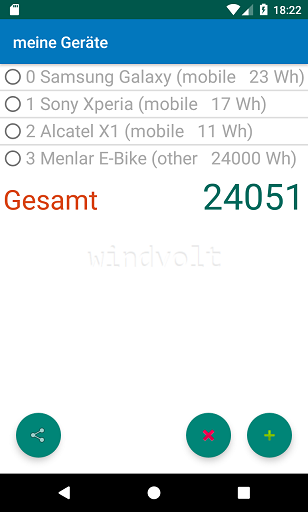 18:22
meine Geräte
0 Samsung Galaxy (mobile 23 Wh)
1 Sony Xperia (mobile 17 Wh)
2 Alcatel X1 (mobile 11 Wh)
3 Menlar E-Bike (other 24000 Wh)
Gesamt 24051
windvolt